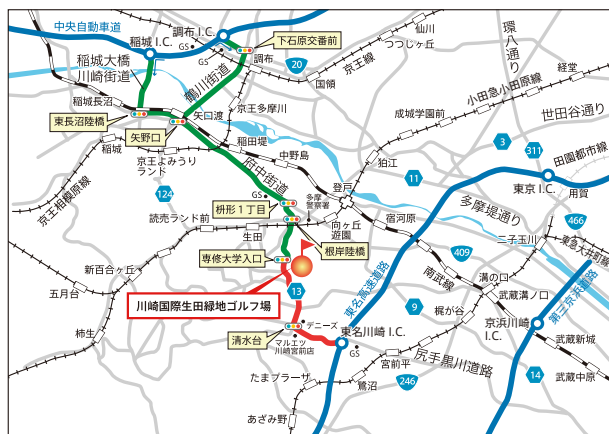 中央自動車道
稲城 I.C.
調布 I.C.
GS
GS
下石原交番前
調布
20
仙川
つつじヶ丘
京王線
国領
環八通り
経堂
小田急小田原線
成城学園前
世田谷通り
稲城大橋
川崎街道
鶴川街道
稲城長沼
東長沼陸橋
矢野口
矢口渡
京王多摩川
稲田堤
稲城
京王よみうり
ランド
中野島
府中街道
狛江
3
311
田園都市線
11
東京 I.C.
用賀
京王相模原線
124
GS
多摩
警察署
登戸
宿河原
多摩堤通り
466
桝形1丁目
読売ランド前
生田
向ヶ丘
遊園
根岸陸橋
二子玉川
東急大井町線
409
専修大学入口
新百合ヶ丘
五月台
柿生
13
川崎国際生田緑地ゴルフ場
東名高速道路
南武線
溝の口
武蔵溝ノ口
第三京浜道路
9
梶が谷
京浜川崎
I.C.
武蔵新城
武蔵中原
清水台
デニーズ
マルエツ
川崎宮前店
東名川崎 I.C.
GS
宮前平
尻手黒川道路
鷺沼
246
たまプラーザ
あざみ野
14